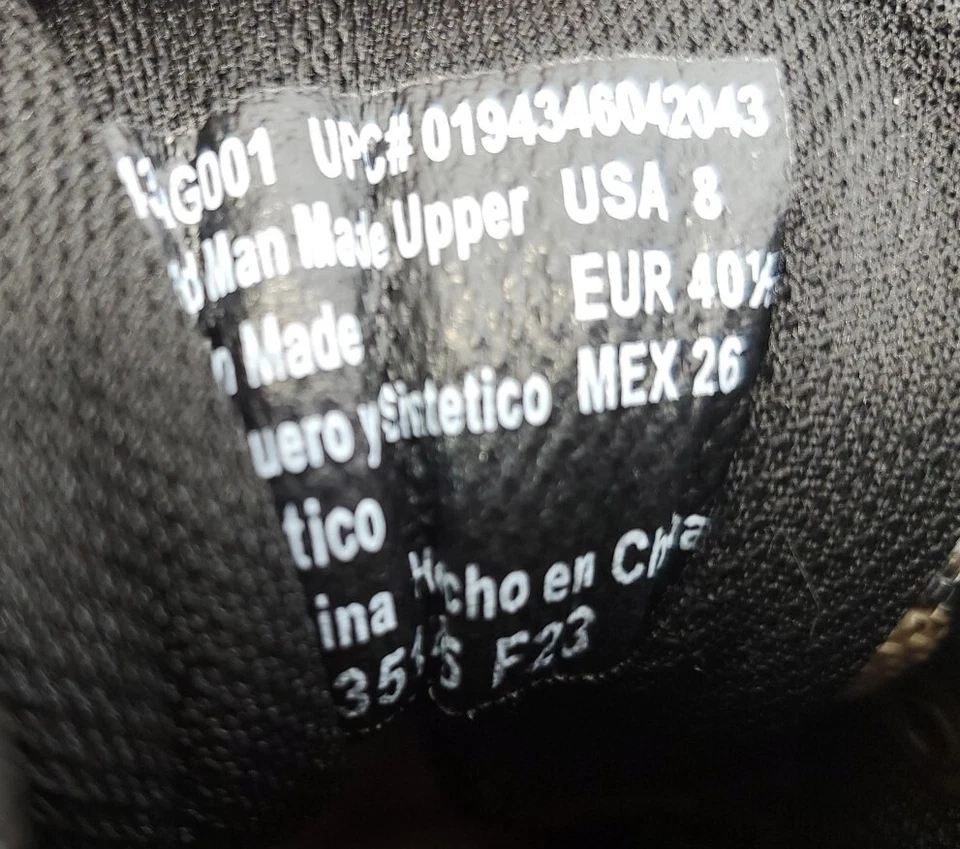 G001 UPC# 0194346042043
Man Made Upper USA 8
EUR 40½
Made
uero y Sintetico MEX 26
tico
ina Hecho en China
F23